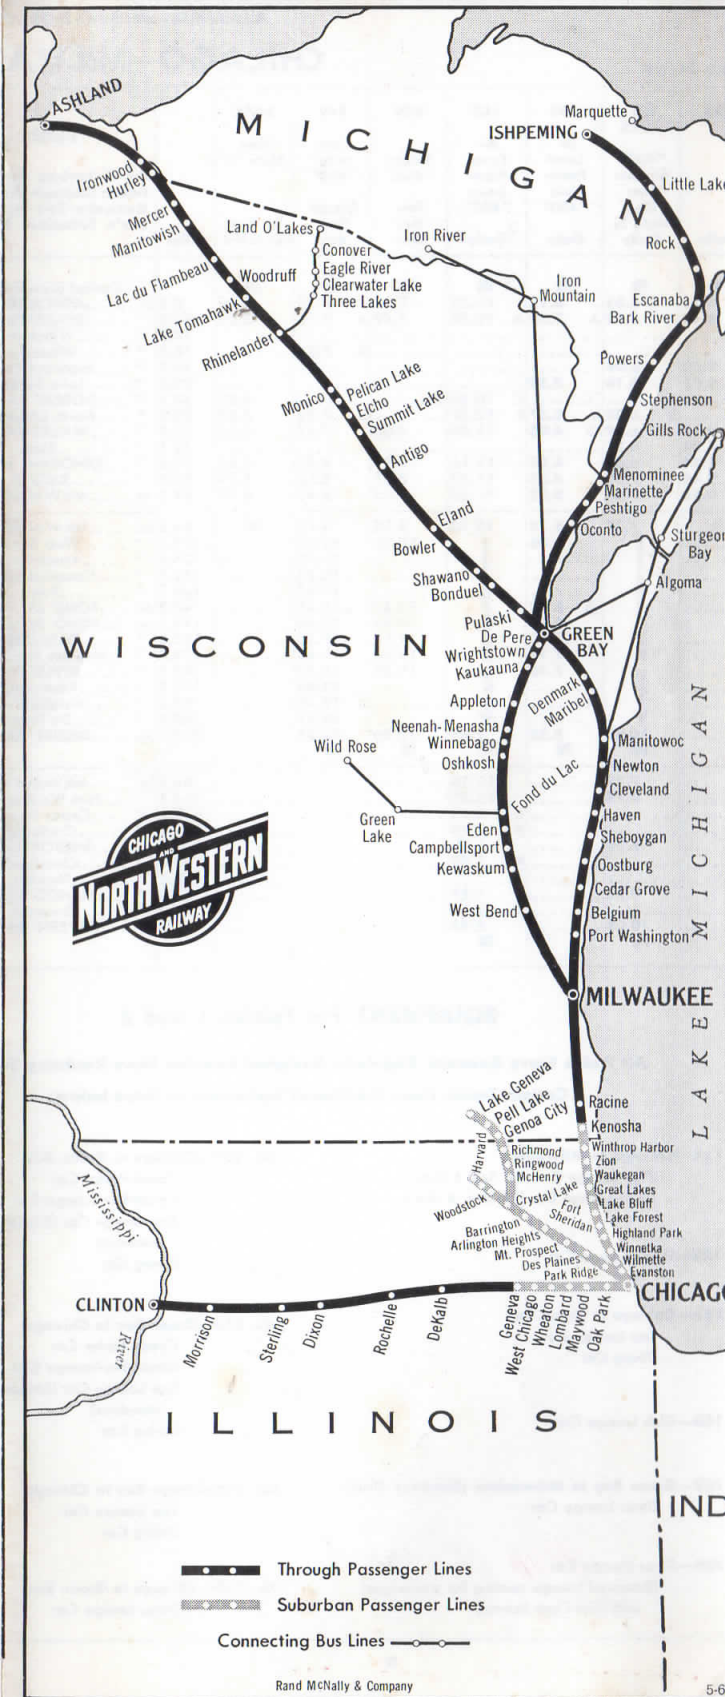 ASHLAND
MICHIGAN
Marquette
ISHPEMING
Little Lake
Rock
Escanaba
Bark River
Powers
Stephenson
Gills Rock
Menominee
Marinette
Peshtigo
Oconto
Sturgeon
Bay
Algoma
Ironwood
Hurley
Mercer
Manitowish
Lac du Flambeau
Woodruff
Lake Tomahawk
Rhinelander
Land O'Lakes
Conover
Eagle River
Clearwater Lake
Three Lakes
Iron River
Iron
Mountain
Monico
Pelican Lake
Elcho
Summit Lake
Antigo
Eland
Bowler
Shawano
Bonduel
Pulaski
WISCONSIN
De Pere
GREEN
BAY
Wrightstown
Kaukauna
Appleton
Neenah-Menasha
Winnebago
Oshkosh
Fond du Lac
Wild Rose
Green
Lake
Eden
Campbellsport
Kewaskum
West Bend
Denmark
Maribel
Manitowoc
Newton
Cleveland
Haven
Sheboygan
Oostburg
Cedar Grove
Belgium
Port Washington
LAKE MICHIGAN
CHICAGO
AND
NORTH WESTERN
RAILWAY
MILWAUKEE
Racine
Kenosha
Winthrop Harbor
Zion
Waukegan
Great Lakes
Lake Bluff
Lake Forest
Fort
Sheridan
Highland Park
Winnetka
Wilmette
Evanston
CHICAGO
Lake Geneva
Pell Lake
Genoa City
Richmond
Ringwood
McHenry
Harvard
Woodstock
Crystal Lake
Barrington
Arlington Heights
Mt. Prospect
Des Plaines
Park Ridge
Mississippi
River
CLINTON
Morrison
Sterling
Dixon
Rochelle
DeKalb
Geneva
West Chicago
Wheaton
Lombard
Maywood
Oak Park
ILLINOIS
IND
Through Passenger Lines
Suburban Passenger Lines
Connecting Bus Lines
Rand McNally & Company
5-6